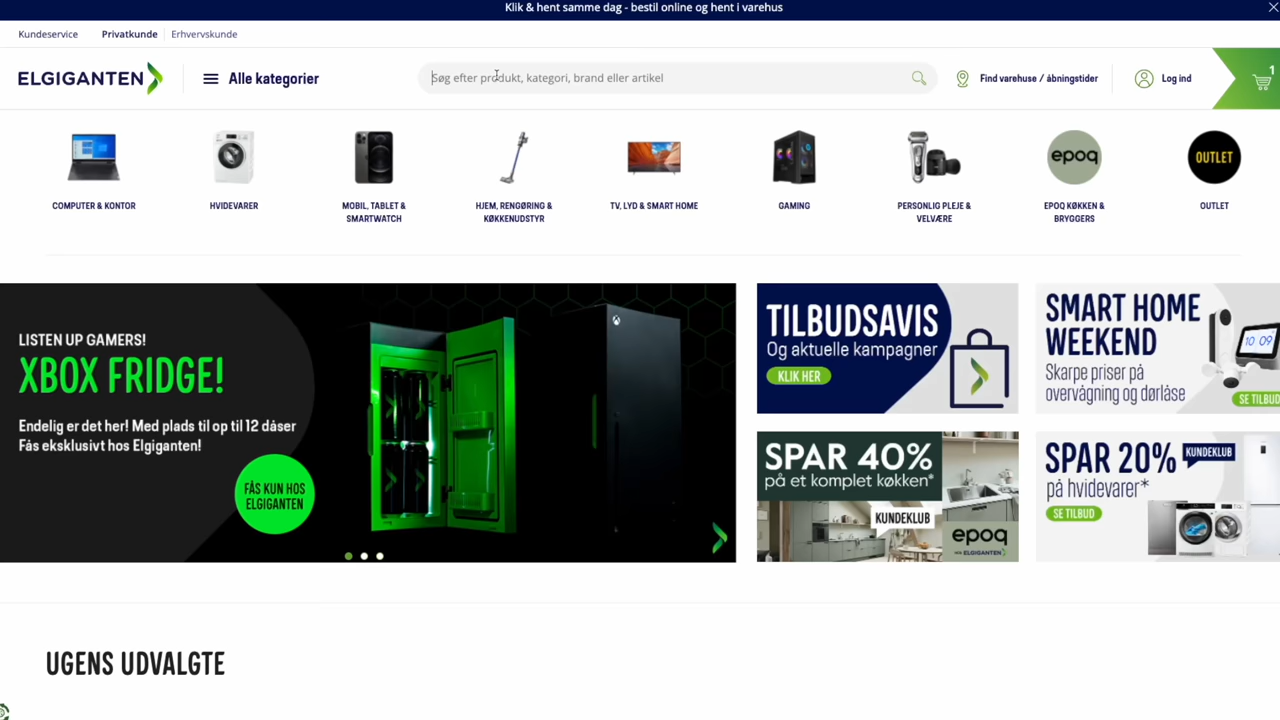 Klik & hent samme dag - bestil online og hent i varehus
Kundeservice
Privatkunde
Erhvervskunde
ELGIGANTEN
Alle kategorier
Søg efter produkt, kategori, brand eller artikel
Find varehuse / åbningstider
Log ind
1
epoq
OUTLET
COMPUTER & KONTOR
HVIDEVARER
MOBIL, TABLET &
SMARTWATCH
HJEM, RENGØRING &
KØKKENUDSTYR
TV, LYD & SMART HOME
GAMING
PERSONLIG PLEJE &
VELVÆRE
EPOQ KØKKEN &
BRYGGERS
OUTLET
LISTEN UP GAMERS!
XBOX FRIDGE!
Endelig er det her! Med plads til op til 12 dåser
Fås eksklusivt hos Elgiganten!
FÅS KUN HOS
ELGIGANTEN
TILBUDSAVIS
Og aktuelle kampagner
KLIK HER
SMART HOME
WEEKEND
Skarpe priser på
overvågning og dørlåse
10 09
SE TILBUD
SPAR 40%
på et komplet køkken*
KUNDEKLUB
epoq
HOS ELGIGANTEN
SPAR 20%
KUNDEKLUB
på hvidevarer*
SE TILBUD
UGENS UDVALGTE